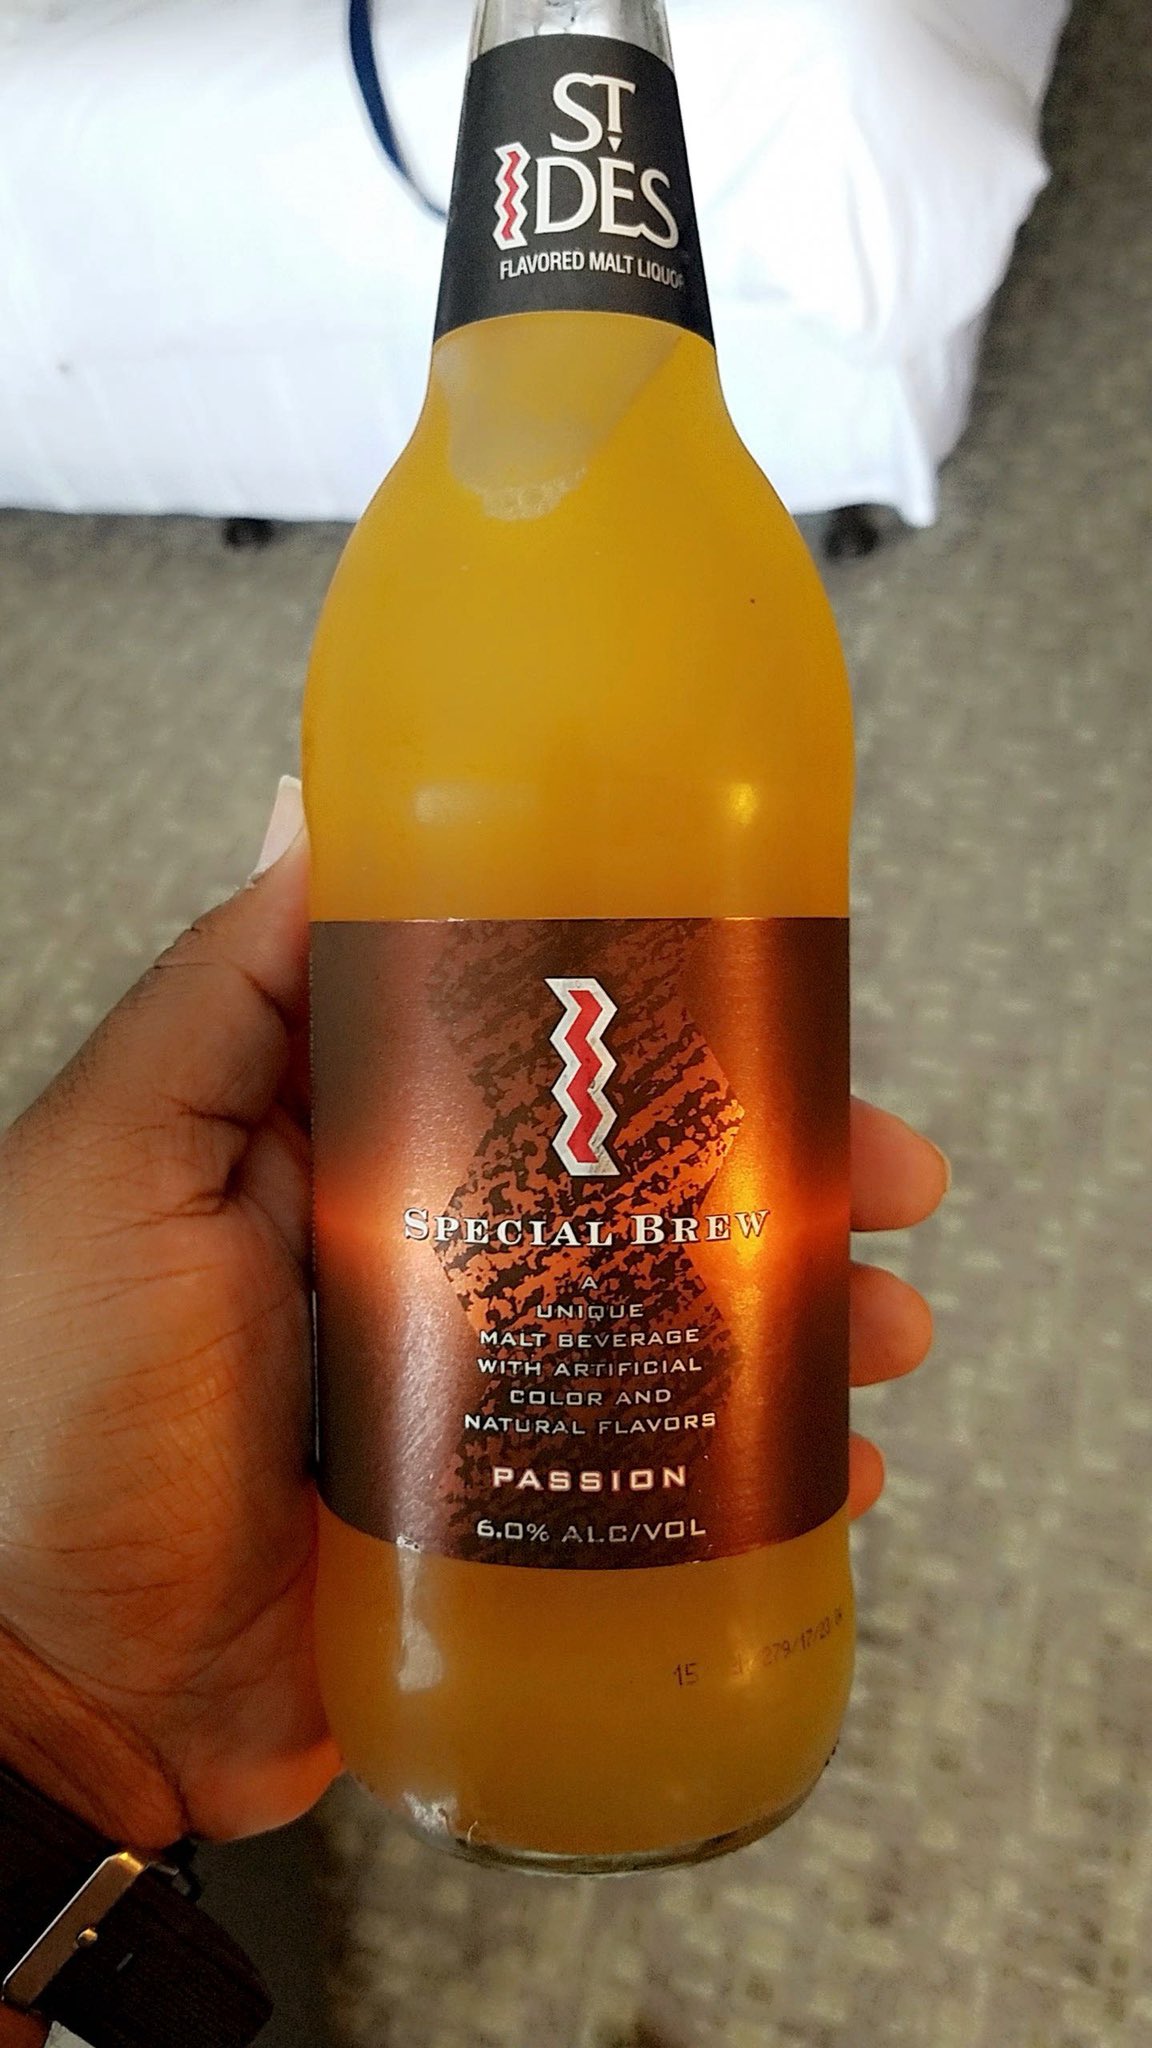 ST
IDES
FLAVORED MALT LIQUOR
SPECIAL BREW
A
UNIQUE
MALT BEVERAGE
WITH ARTIFICIAL
COLOR AND
NATURAL FLAVORS
PASSION
6.0% ALC/VOL
15